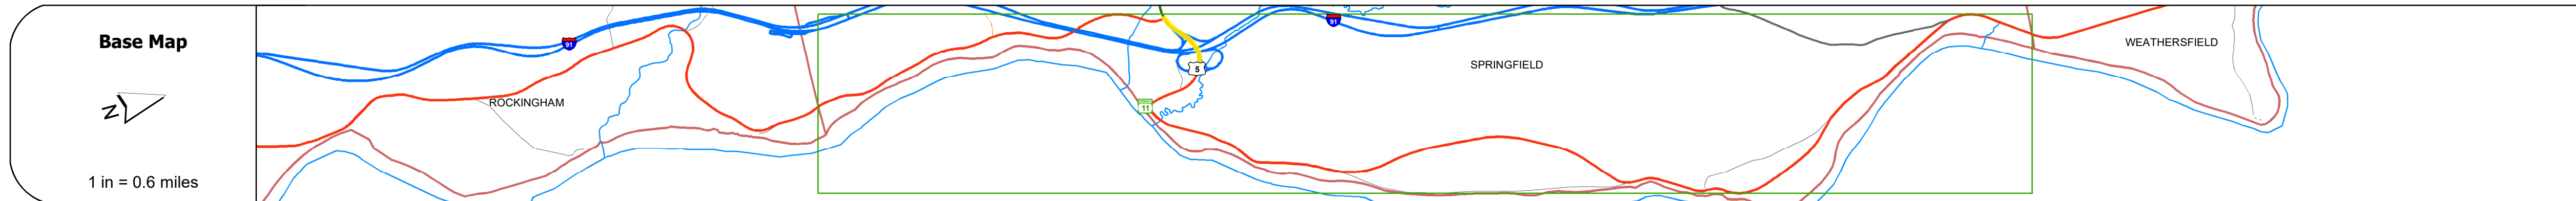 Base Map
N
1 in = 0.6 miles
91
ROCKINGHAM
5
11
91
SPRINGFIELD
WEATHERSFIELD